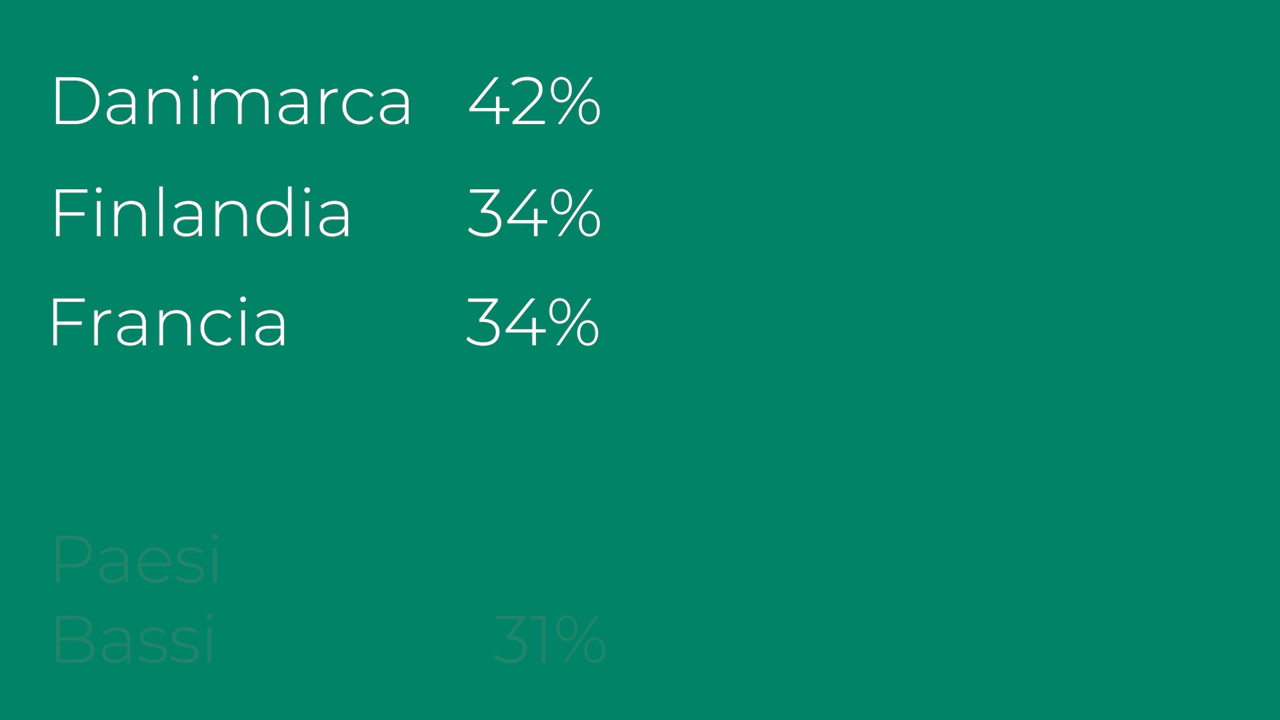 Danimarca 42%
Finlandia 34%
Francia 34%
Paesi
Bassi 31%